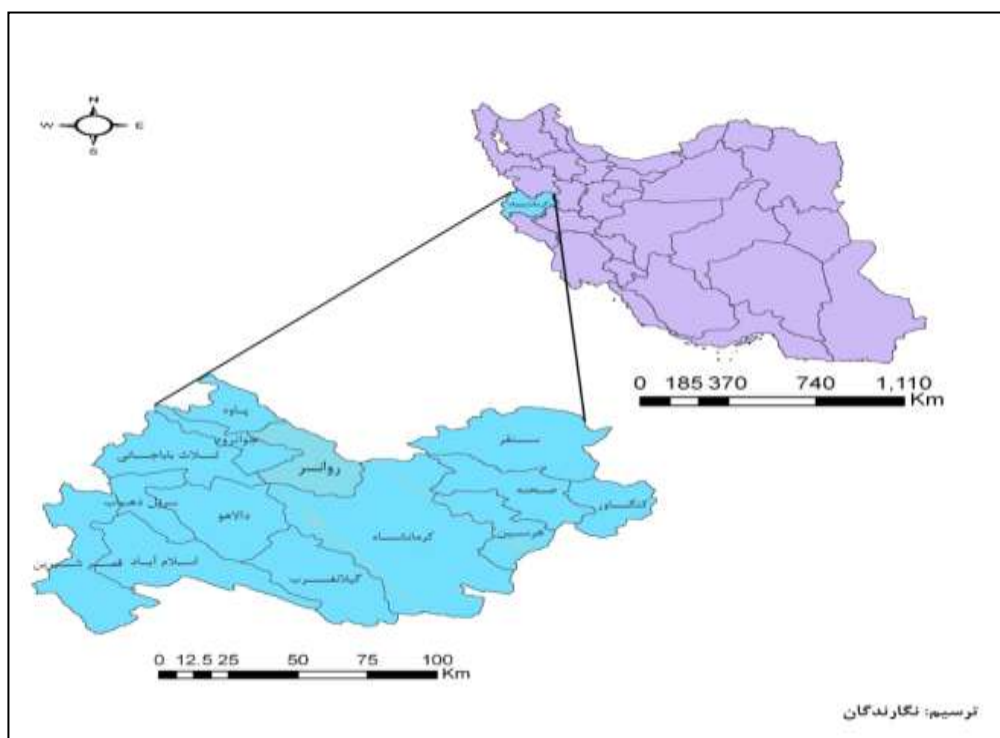 N
W E
S
کرمانشاه
0 185 370 740 1,110
Km
پاوه
جوانرود
ثلاث باباجانی
روانسر
سنقر
صحنه
کنگاور
سرپل ذهاب
دالاهو
کرمانشاه
هرسین
قصر شیرین
اسلام آباد
گیلانغرب
0 12.5 25 50 75 100
Km
ترسیم: نگارندگان